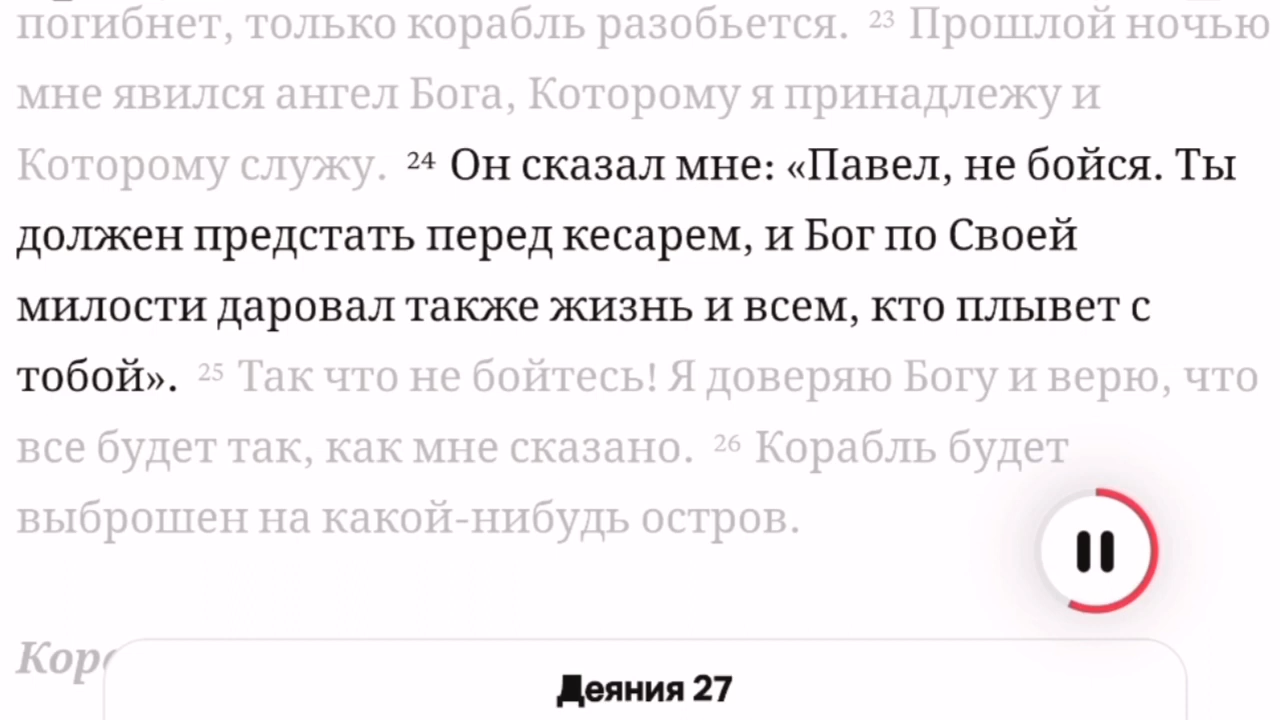 погибнет, только корабль разобьется. 23 Прошлой ночью
мне явился ангел Бога, Которому я принадлежу и
Которому служу. 24 Он сказал мне: «Павел, не бойся. Ты
должен предстать перед кесарем, и Бог по Своей
милости даровал также жизнь и всем, кто плывет с
тобой». 25 Так что не бойтесь! Я доверяю Богу и верю, что
все будет так, как мне сказано. 26 Корабль будет
выброшен на какой-нибудь остров.
Деяния 27